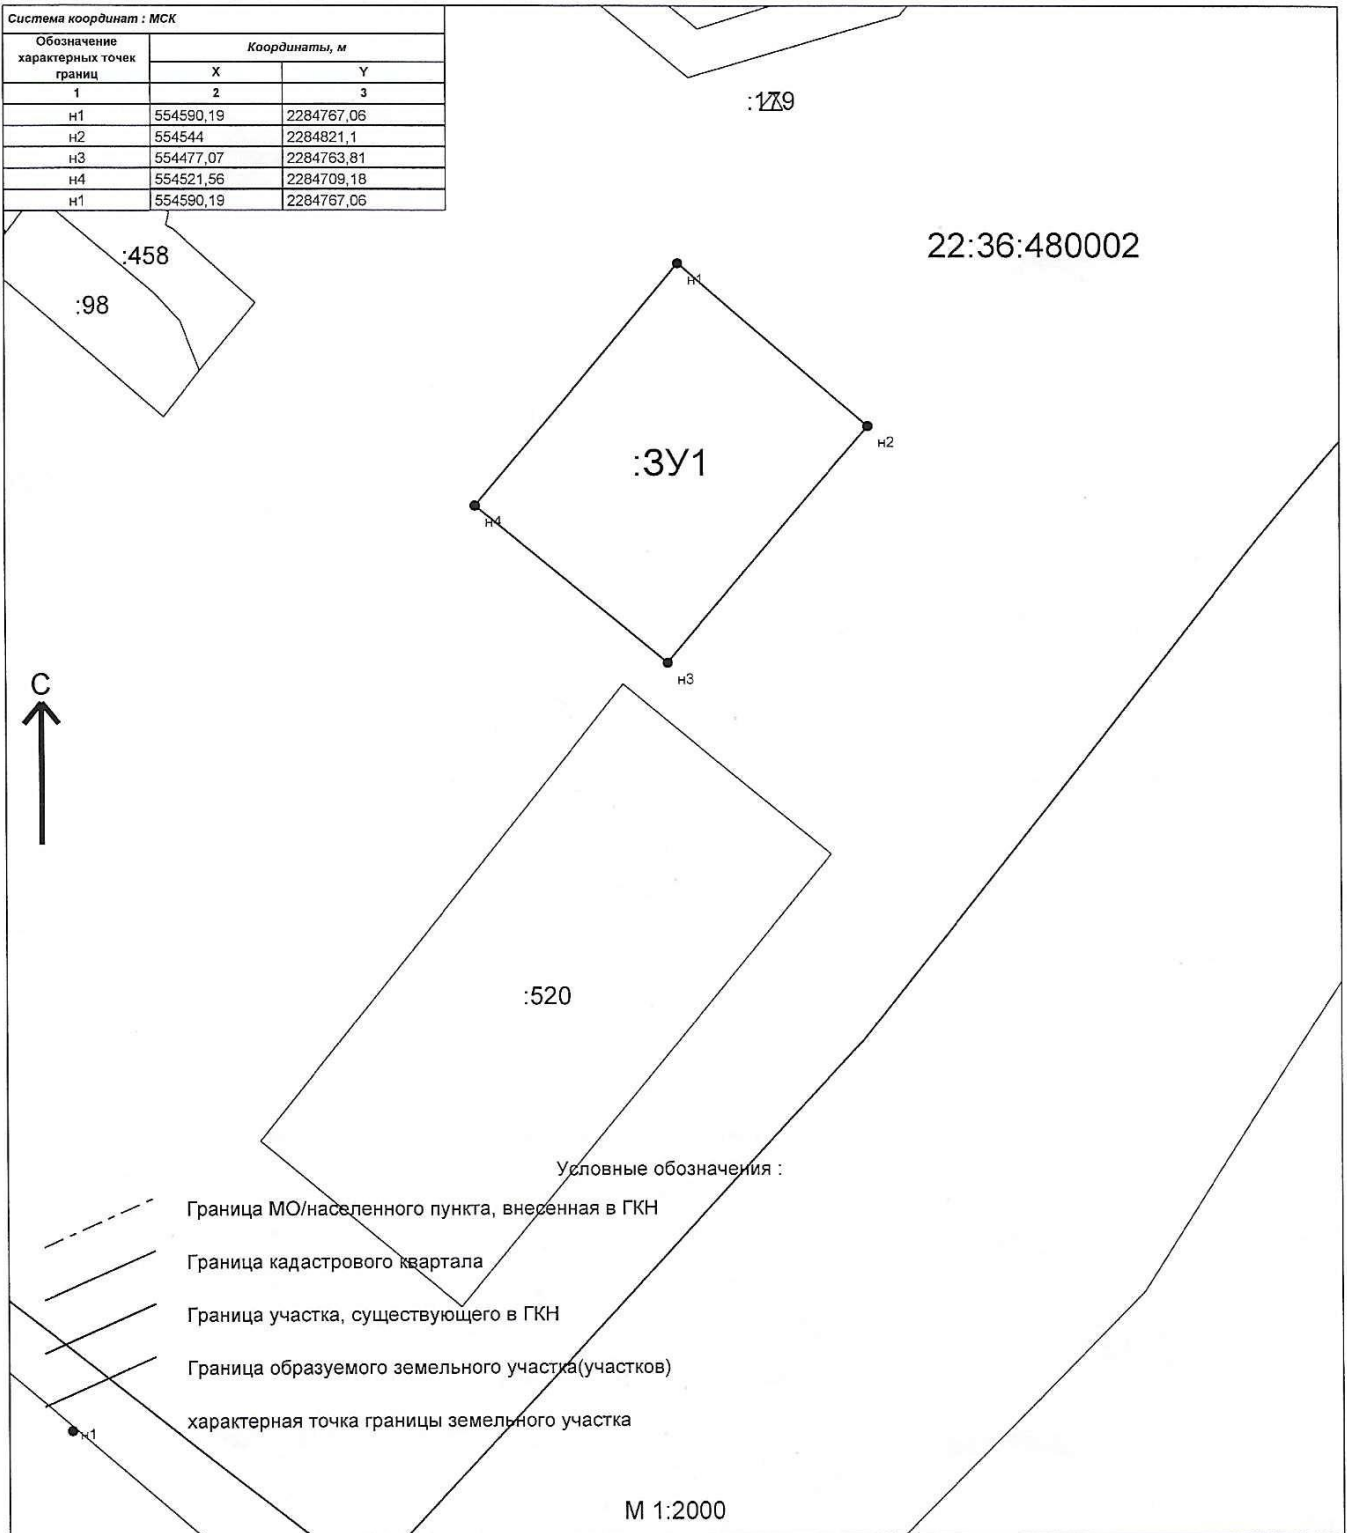 Система координат : МСК
Обозначение характерных точек границ
Координаты, м
X Y
1 2 3
н1 554590,19 2284767,06
н2 554544 2284821,1
н3 554477,07 2284763,81
н4 554521,56 2284709,18
н1 554590,19 2284767,06
:458
:98
22:36:480002
н1
н2
:ЗУ1
н4
н3
С
:520
Условные обозначения :
Граница МО/населенного пункта, внесенная в ГКН
Граница кадастрового квартала
Граница участка, существующего в ГКН
Граница образуемого земельного участка(участков)
характерная точка границы земельного участка
н1
М 1:2000